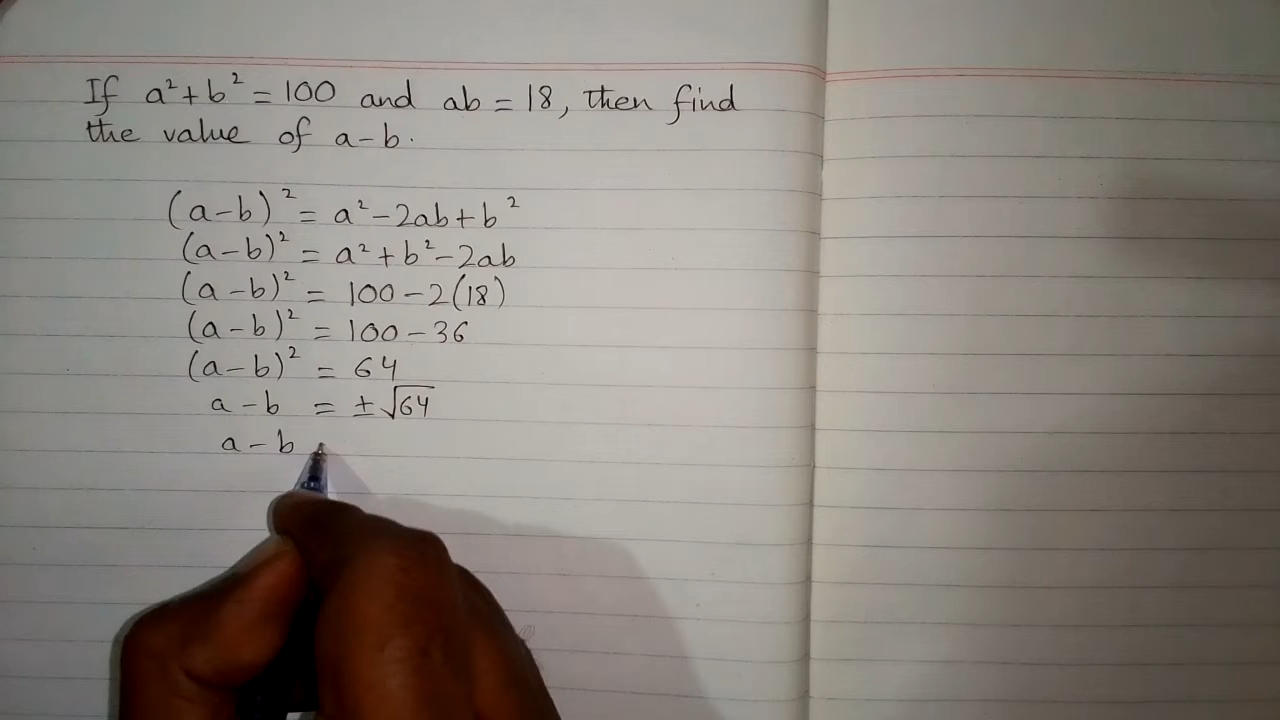 If a² + b² = 100 and ab = 18, then find
the value of a - b.
(a - b)² = a² - 2ab + b²
(a - b)² = a² + b² - 2ab
(a - b)² = 100 - 2(18)
(a - b)² = 100 - 36
(a - b)² = 64
a - b = ± √64
a - b